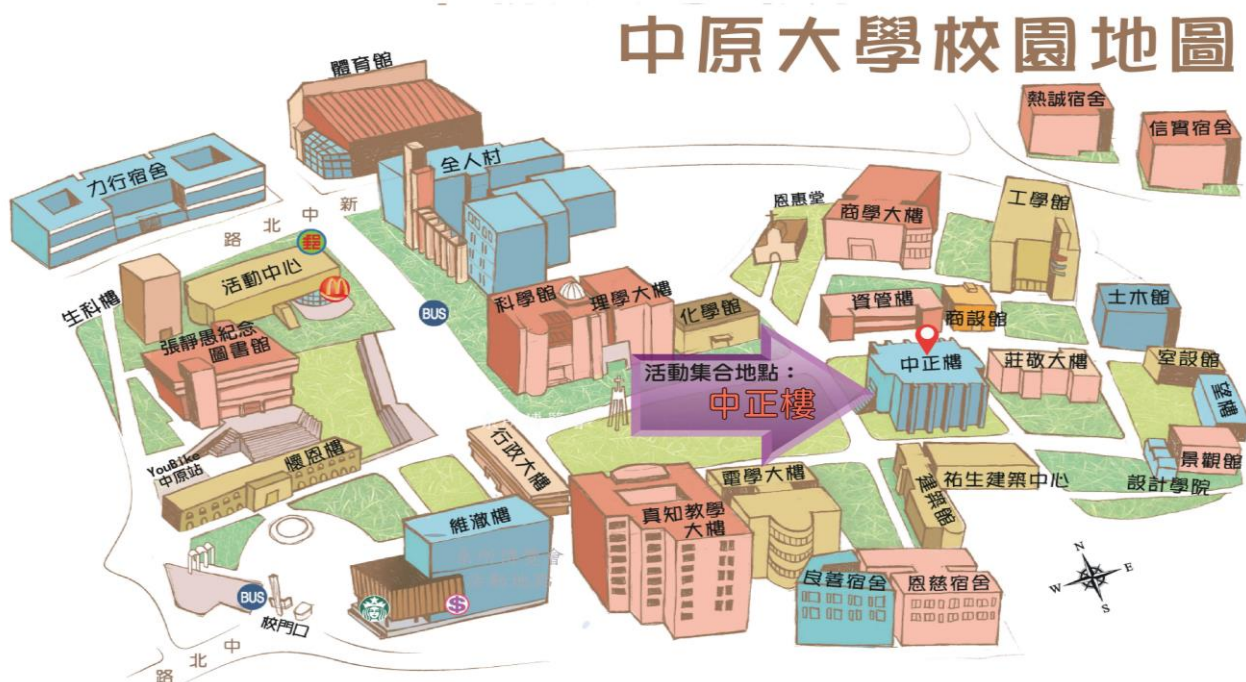 中原大學校園地圖
體育館
熱誠宿舍
信實宿舍
力行宿舍
全人村
新中北路
郵
恩惠堂
商學大樓
工學館
活動中心
生科樓
BUS
科學館
理學大樓
化學館
資管樓
商設館
土木館
張靜愚紀念
圖書館
活動集合地點：
中正樓
中正樓
莊敬大樓
室設館
望樓
YouBike
中原站
懷恩樓
行政大樓
景觀館
設計學院
維澈樓
真知教學
大樓
電學大樓
建築館
祐生建築中心
良善宿舍
恩慈宿舍
BUS
$
校門口
中北路
N
W
E
S